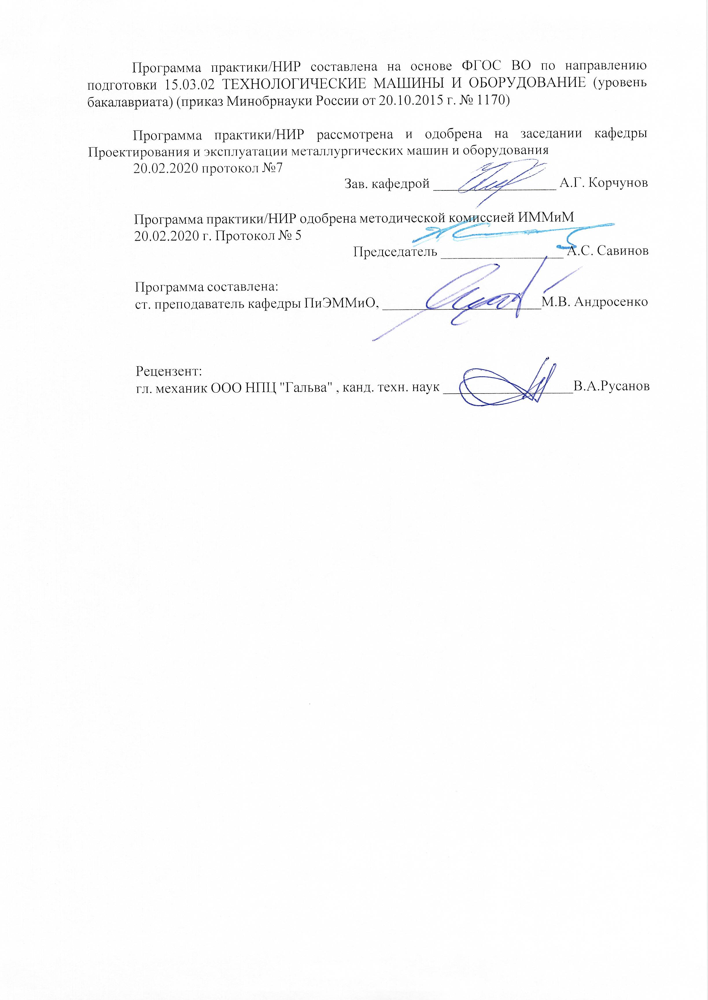 Программа практики/НИР составлена на основе ФГОС ВО по направлению
подготовки 15.03.02 ТЕХНОЛОГИЧЕСКИЕ МАШИНЫ И ОБОРУДОВАНИЕ (уровень
бакалавриата) (приказ Минобрнауки России от 20.10.2015 г. № 1170)
Программа практики/НИР рассмотрена и одобрена на заседании кафедры
Проектирования и эксплуатации металлургических машин и оборудования
20.02.2020 протокол №7
Зав. кафедрой _________________ А.Г. Корчунов
Программа практики/НИР одобрена методической комиссией ИММиМ
20.02.2020 г. Протокол № 5
Председатель _________________ А.С. Савинов
Программа составлена:
ст. преподаватель кафедры ПиЭММиО, ______________________М.В. Андросенко
Рецензент:
гл. механик ООО НПЦ "Гальва" , канд. техн. наук __________________В.А.Русанов